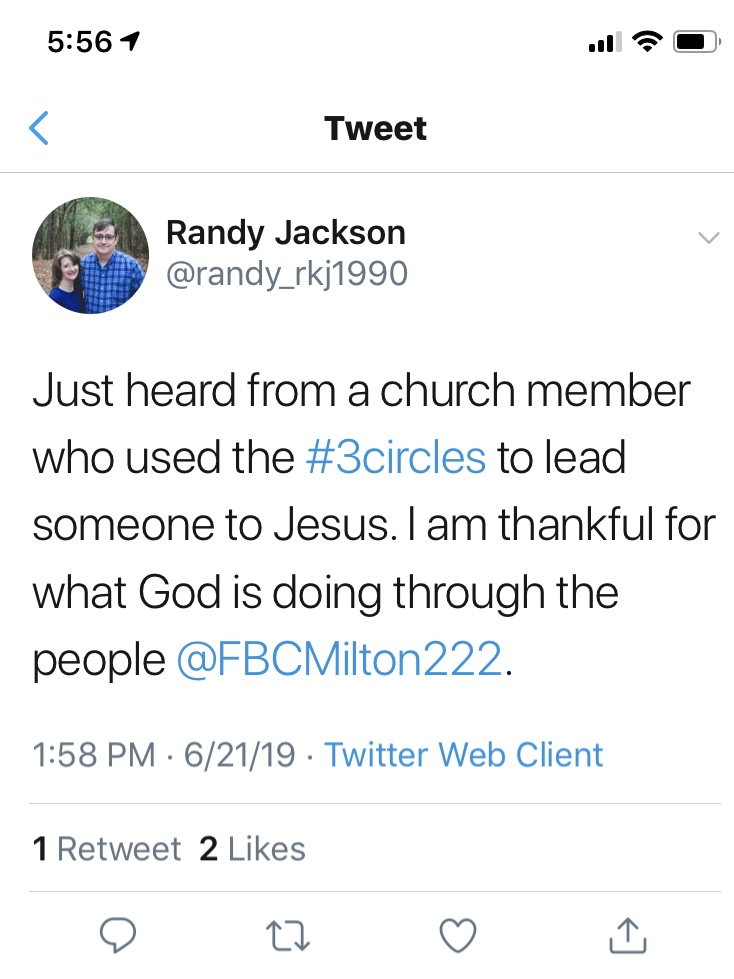 5:56
Tweet
Randy Jackson
@randy_rkj1990
Just heard from a church member
who used the #3circles to lead
someone to Jesus. I am thankful for
what God is doing through the
people @FBCMilton222.
1:58 PM · 6/21/19 · Twitter Web Client
1 Retweet 2 Likes